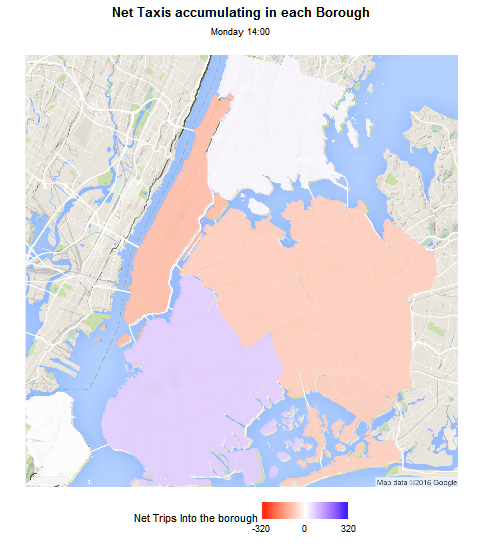 Net Taxis accumulating in each Borough
Monday 14:00
Map data ©2016 Google
Net Trips Into the borough
-320 0 320